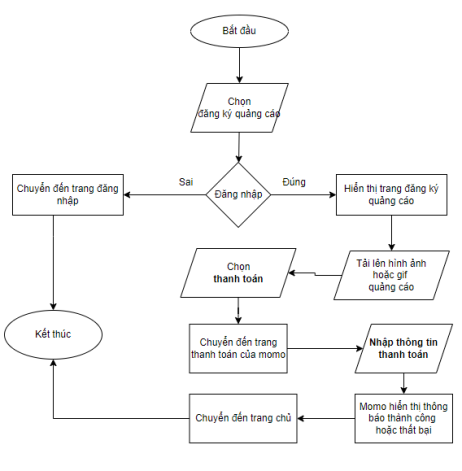 Bắt đầu
Chọn
đăng ký quảng cáo
Sai
Đăng nhập
Đúng
Chuyển đến trang đăng
nhập
Hiển thị trang đăng ký
quảng cáo
Chọn
thanh toán
Tải lên hình ảnh
hoặc gif
quảng cáo
Kết thúc
Chuyển đến trang
thanh toán của momo
Nhập thông tin
thanh toán
Chuyển đến trang chủ
Momo hiển thị thông
báo thành công
hoặc thất bại